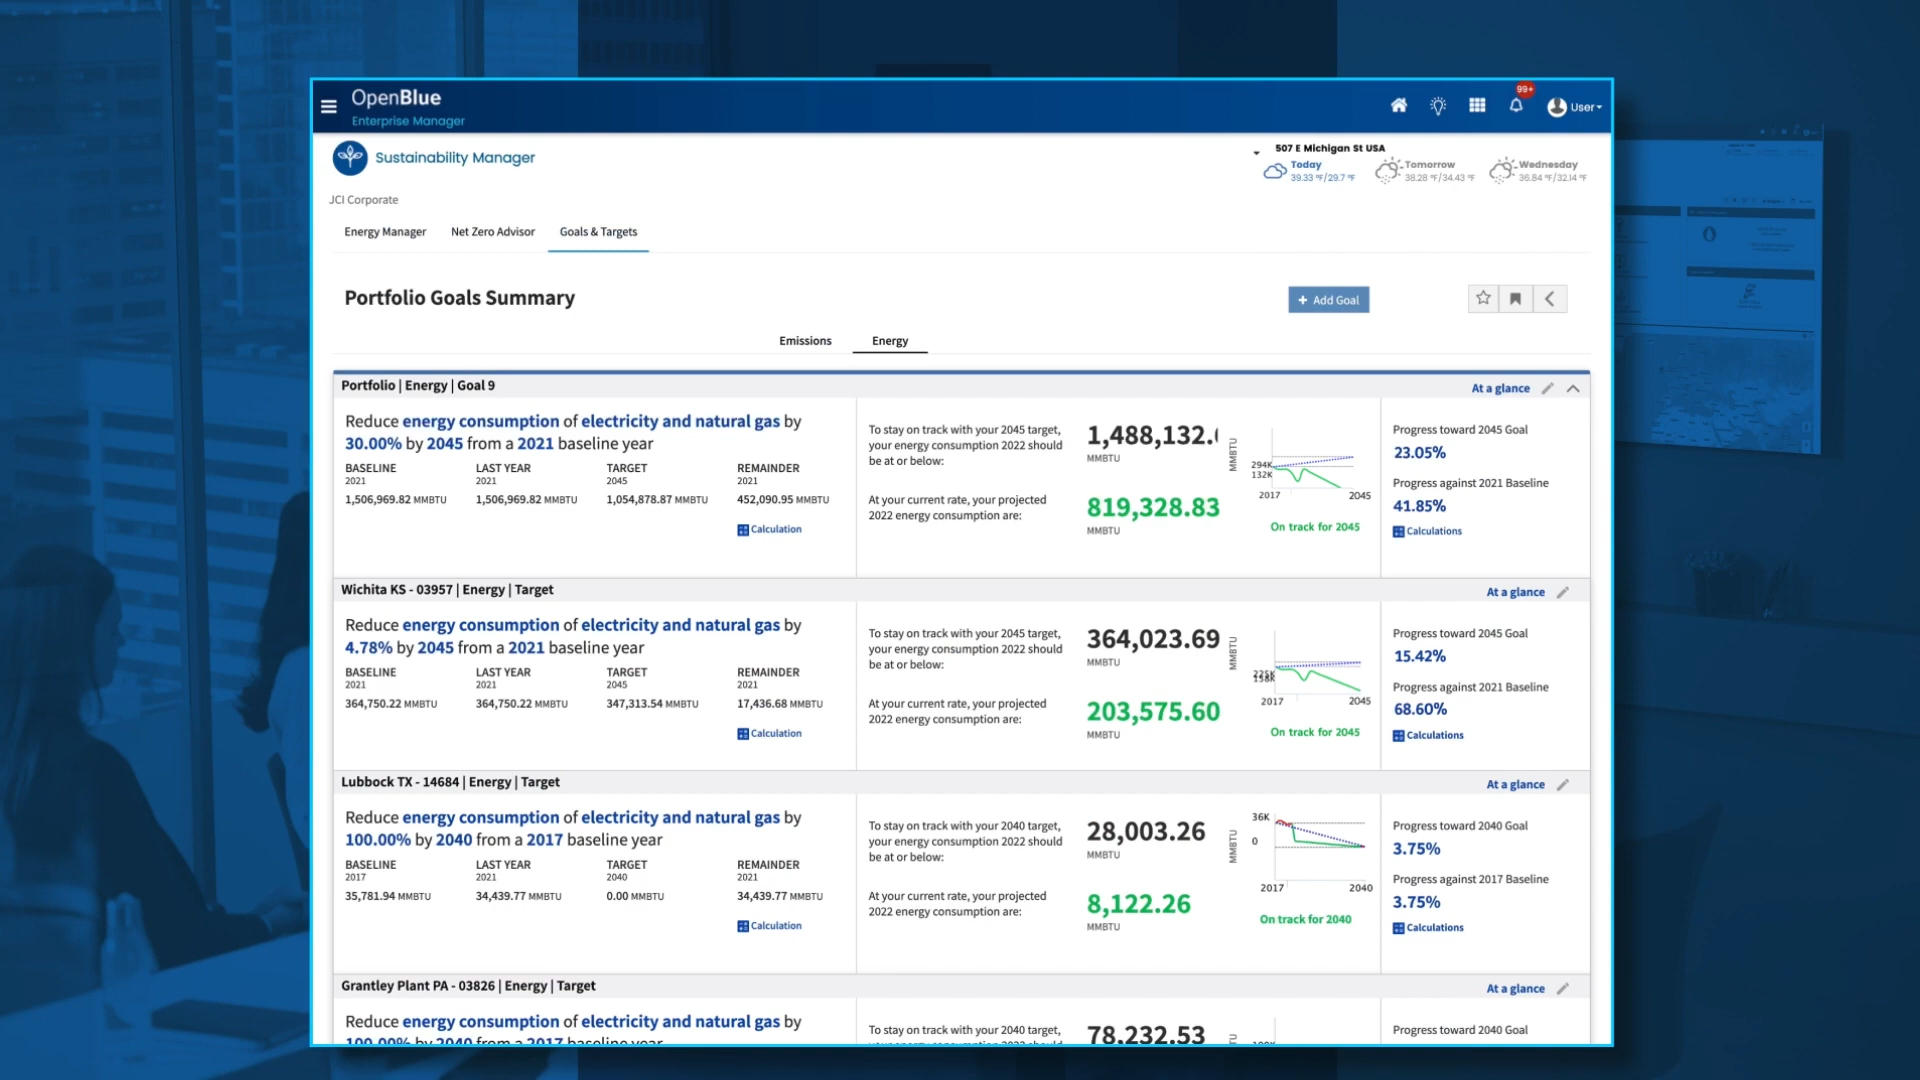 OpenBlue
Enterprise Manager
99+
User
Sustainability Manager
507 E Michigan St USA
Today
39.33 °F/29.7 °F
Tomorrow
38.28 °F/34.43 °F
Wednesday
36.84 °F/32.14 °F
JCI Corporate
Energy Manager
Net Zero Advisor
Goals & Targets
Portfolio Goals Summary
+ Add Goal
Emissions
Energy
Portfolio | Energy | Goal 9
At a glance
Reduce energy consumption of electricity and natural gas by
30.00% by 2045 from a 2021 baseline year
BASELINE
2021
1,506,969.82 MMBTU
LAST YEAR
2021
1,506,969.82 MMBTU
TARGET
2045
1,054,878.87 MMBTU
REMAINDER
2021
452,090.95 MMBTU
Calculation
To stay on track with your 2045 target,
your energy consumption 2022 should
be at or below:
1,488,132.
MMBTU
At your current rate, your projected
2022 energy consumption are:
819,328.83
MMBTU
MMBTU
294K
132K
2017
2045
On track for 2045
Progress toward 2045 Goal
23.05%
Progress against 2021 Baseline
41.85%
Calculations
Wichita KS - 03957 | Energy | Target
At a glance
Reduce energy consumption of electricity and natural gas by
4.78% by 2045 from a 2021 baseline year
BASELINE
2021
364,750.22 MMBTU
LAST YEAR
2021
364,750.22 MMBTU
TARGET
2045
347,313.54 MMBTU
REMAINDER
2021
17,436.68 MMBTU
Calculation
To stay on track with your 2045 target,
your energy consumption 2022 should
be at or below:
364,023.69
MMBTU
At your current rate, your projected
2022 energy consumption are:
203,575.60
MMBTU
MMBTU
2017
2045
On track for 2045
Progress toward 2045 Goal
15.42%
Progress against 2021 Baseline
68.60%
Calculations
Lubbock TX - 14684 | Energy | Target
At a glance
Reduce energy consumption of electricity and natural gas by
100.00% by 2040 from a 2017 baseline year
BASELINE
2017
35,781.94 MMBTU
LAST YEAR
2021
34,439.77 MMBTU
TARGET
2040
0.00 MMBTU
REMAINDER
2021
34,439.77 MMBTU
Calculation
To stay on track with your 2040 target,
your energy consumption 2022 should
be at or below:
28,003.26
MMBTU
At your current rate, your projected
2022 energy consumption are:
8,122.26
MMBTU
MMBTU
36K
0
2017
2040
On track for 2040
Progress toward 2040 Goal
3.75%
Progress against 2017 Baseline
3.75%
Calculations
Grantley Plant PA - 03826 | Energy | Target
At a glance
Reduce energy consumption of electricity and natural gas by
100.00% by 2040 from a 2017 baseline year
To stay on track with your 2040 target,
your energy consumption 2022 should
78,232.53
Progress toward 2040 Goal